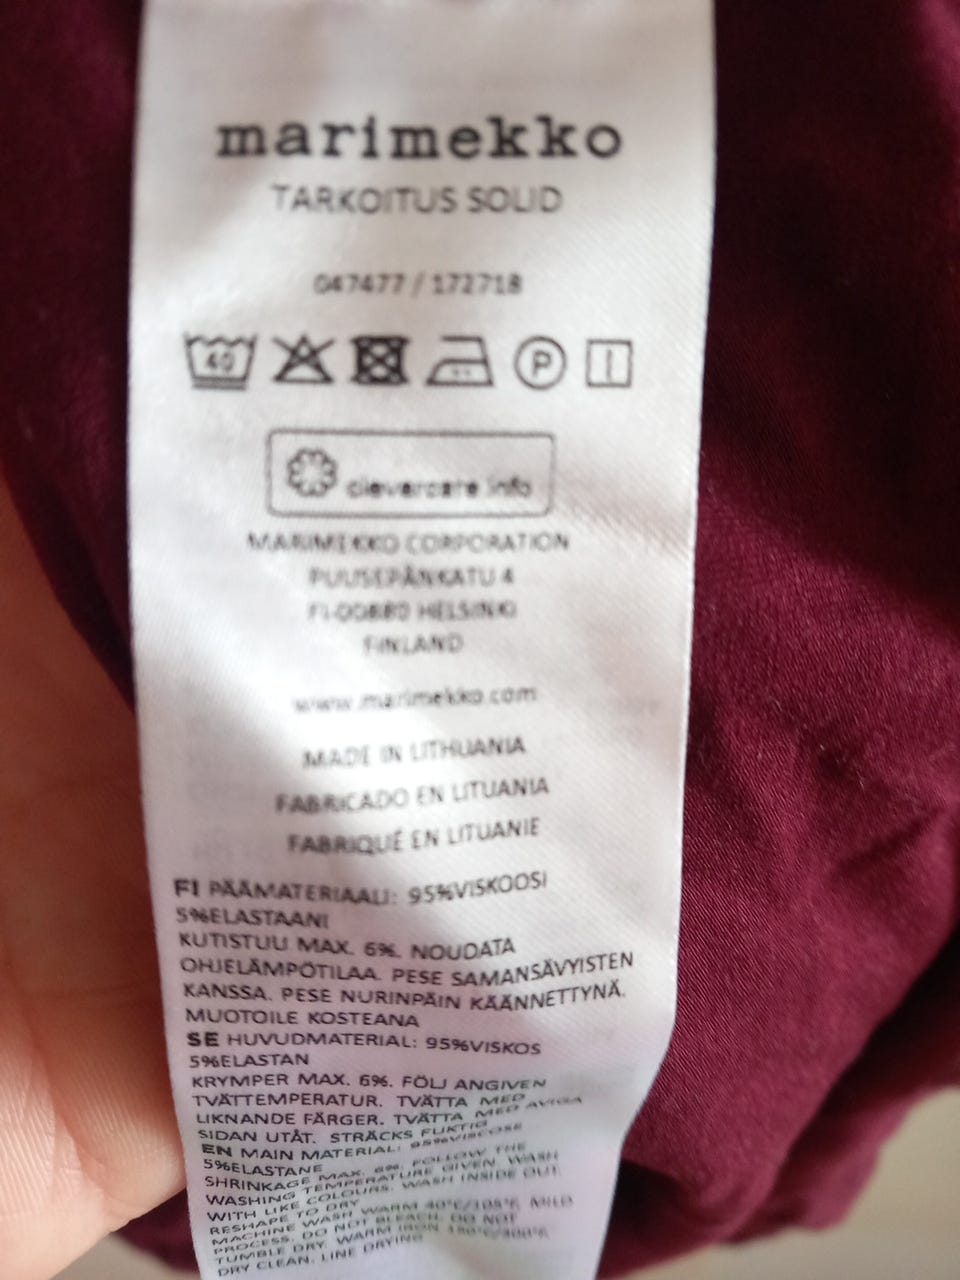 marimekko
TARKOITUS SOLID
047477 / 172718
40
P
clevercare.info
MARIMEKKO CORPORATION
PUUSEPÄNKATU 4
FI-00880 HELSINKI
FINLAND
www.marimekko.com
MADE IN LITHUANIA
FABRICADO EN LITUANIA
FABRIQUÉ EN LITUANIE
FI PÄÄMATERIAALI: 95%VISKOOSI
5%ELASTAANI
KUTISTUU MAX. 6%. NOUDATA
OHJELÄMPÖTILAA. PESE SAMANSÄVYISTEN
KANSSA. PESE NURINPÄIN KÄÄNNETTYNÄ.
MUOTOILE KOSTEANA
SE HUVUDMATERIAL: 95%VISKOS
5%ELASTAN
KRYMPER MAX. 6%. FÖLJ ANGIVEN
TVÄTTEMPERATUR. TVÄTTA MED
LIKNANDE FÄRGER. TVÄTTA MED AVIGA
SIDAN UTÅT. STRÄCKS FUKTIG
EN MAIN MATERIAL: 95%VISCOSE
5%ELASTANE
SHRINKAGE MAX. 6%. FOLLOW THE
WASHING TEMPERATURE GIVEN. WASH
WITH LIKE COLOURS. WASH INSIDE OUT.
RESHAPE TO DRY
MACHINE WASH WARM 40°C/105°F, MILD
PROCESS. DO NOT BLEACH. DO NOT
TUMBLE DRY. WARM IRON 150°C/300°F.
DRY CLEAN. LINE DRYING